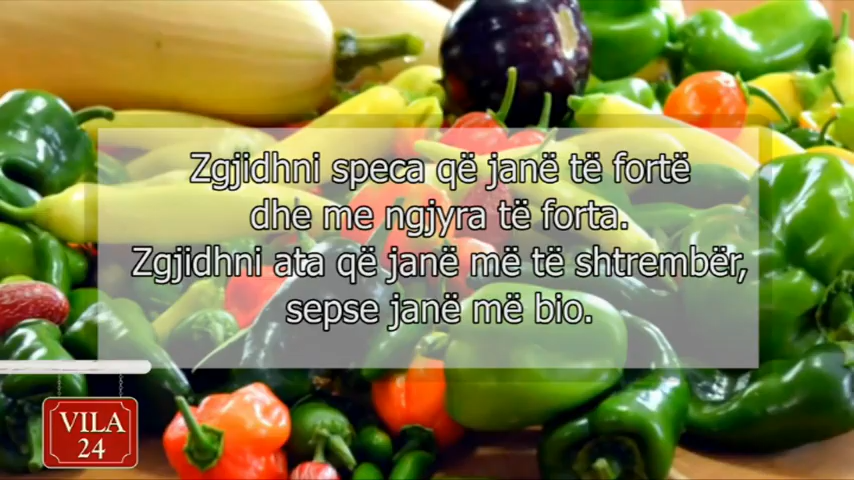 Zgjidhni speca që janë të fortë
dhe me ngjyra të forta.
Zgjidhni ata që janë më të shtrembër,
sepse janë më bio.
VILA
24